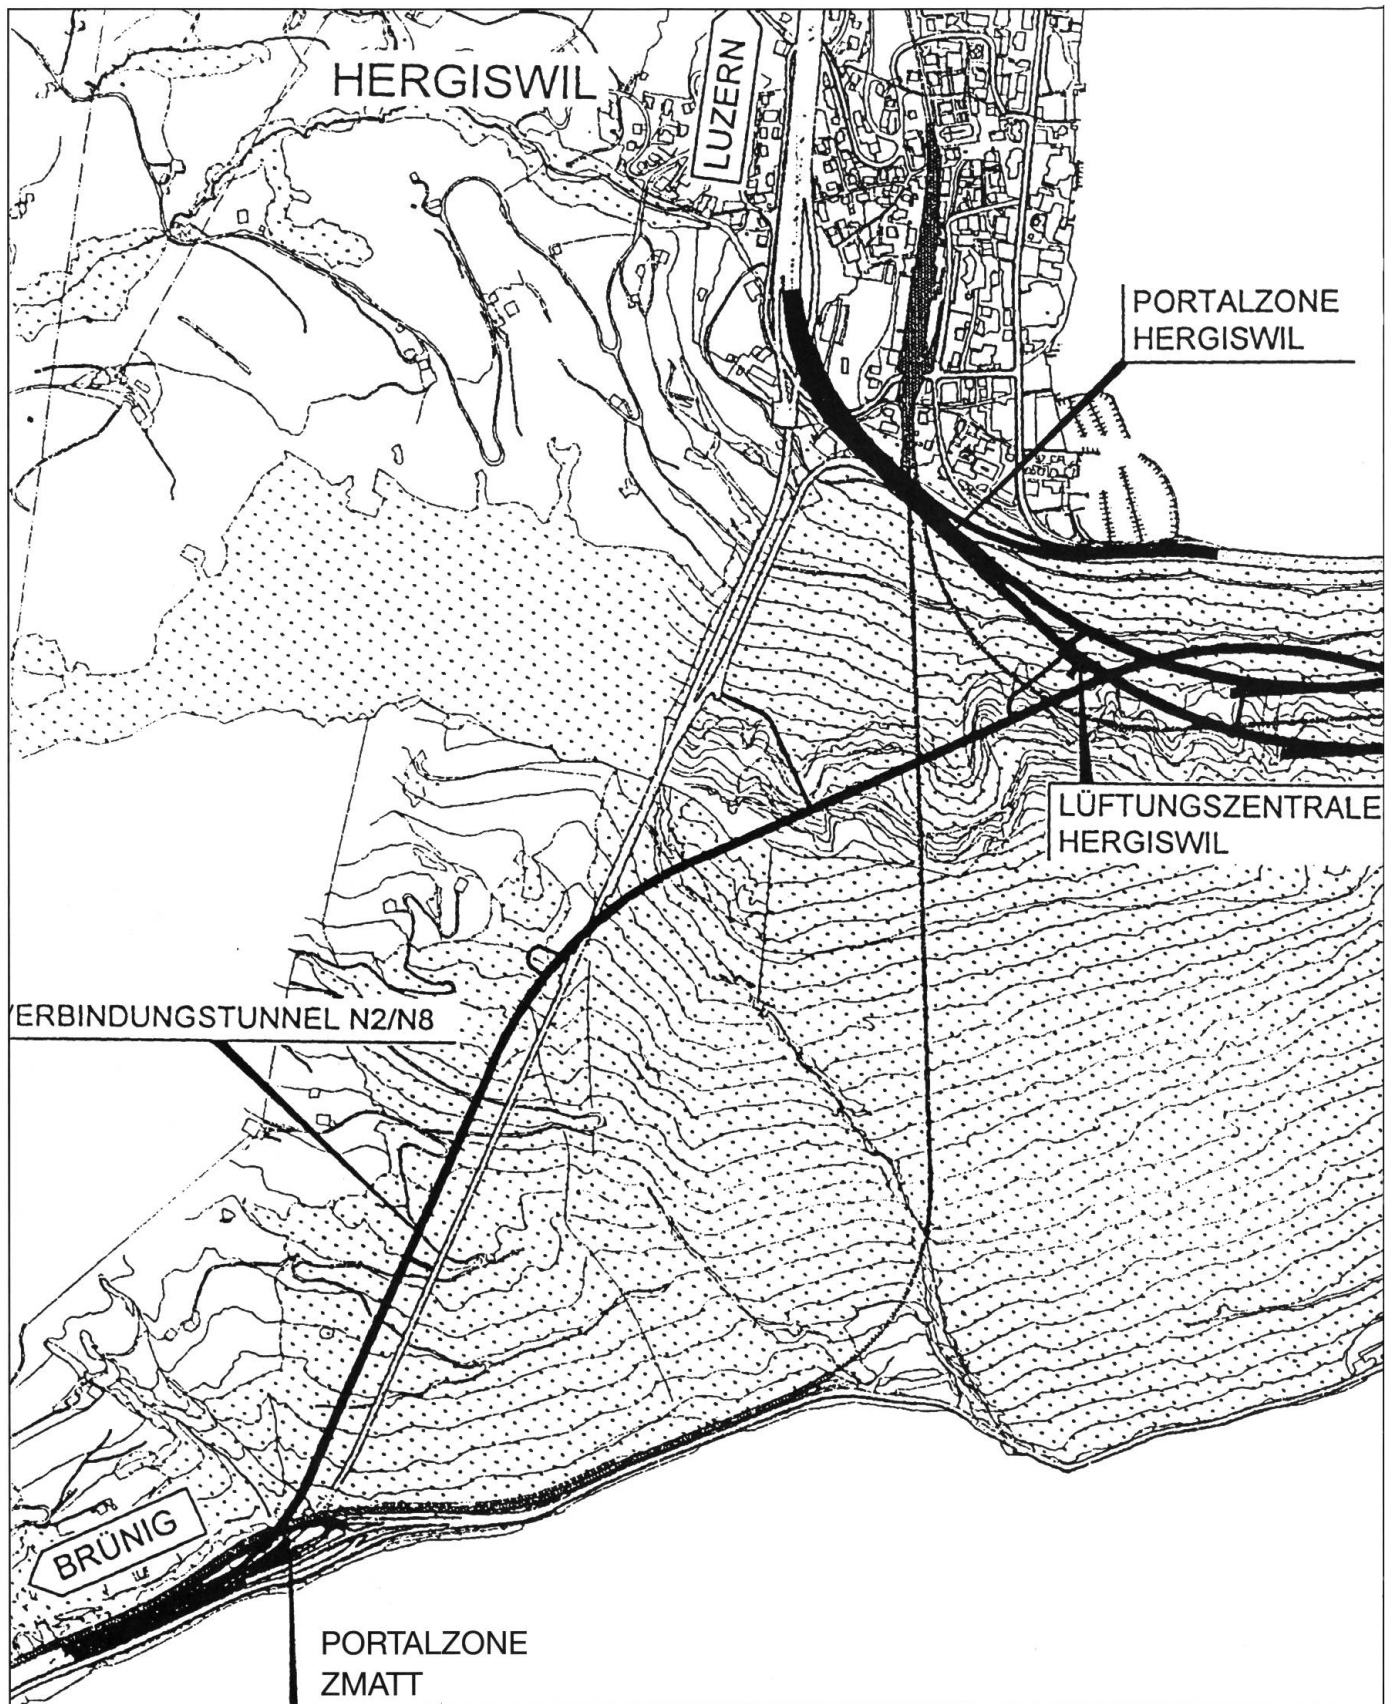 HERGISWIL
LUZERN
PORTALZONE
HERGISWIL
LÜFTUNGSZENTRALE
HERGISWIL
VERBINDUNGSTUNNEL N2/N8
BRÜNIG
PORTALZONE
ZMATT